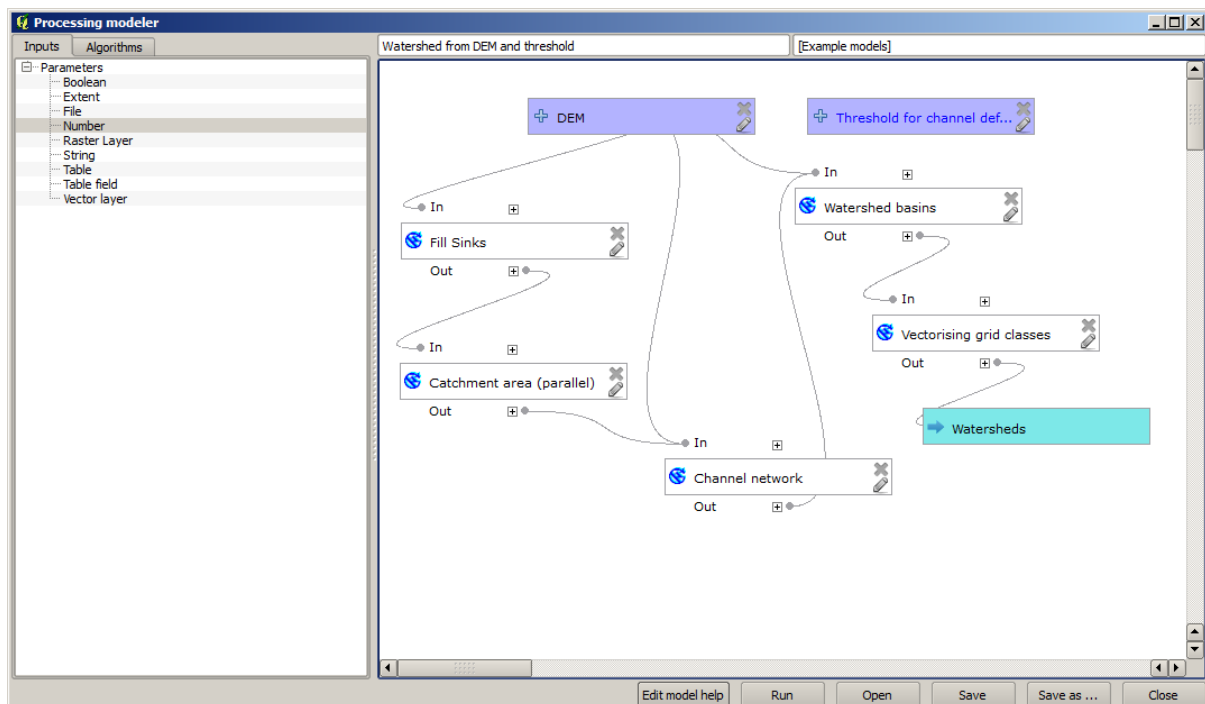 Processing modeler
Inputs
Algorithms
Parameters
Boolean
Extent
File
Number
Raster Layer
String
Table
Table field
Vector layer
Watershed from DEM and threshold
[Example models]
DEM
Threshold for channel def...
In
Watershed basins
Out
In
Fill Sinks
Out
In
Vectorising grid classes
Out
In
Catchment area (parallel)
Out
Watersheds
In
Channel network
Out
Edit model help
Run
Open
Save
Save as ...
Close